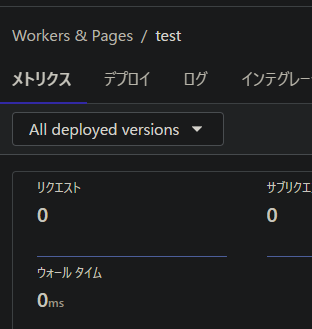 Workers & Pages / test
メトリクス デプロイ ログ インテグレー
All deployed versions
リクエスト サブリクエ
0 0
ウォール タイム
0ms